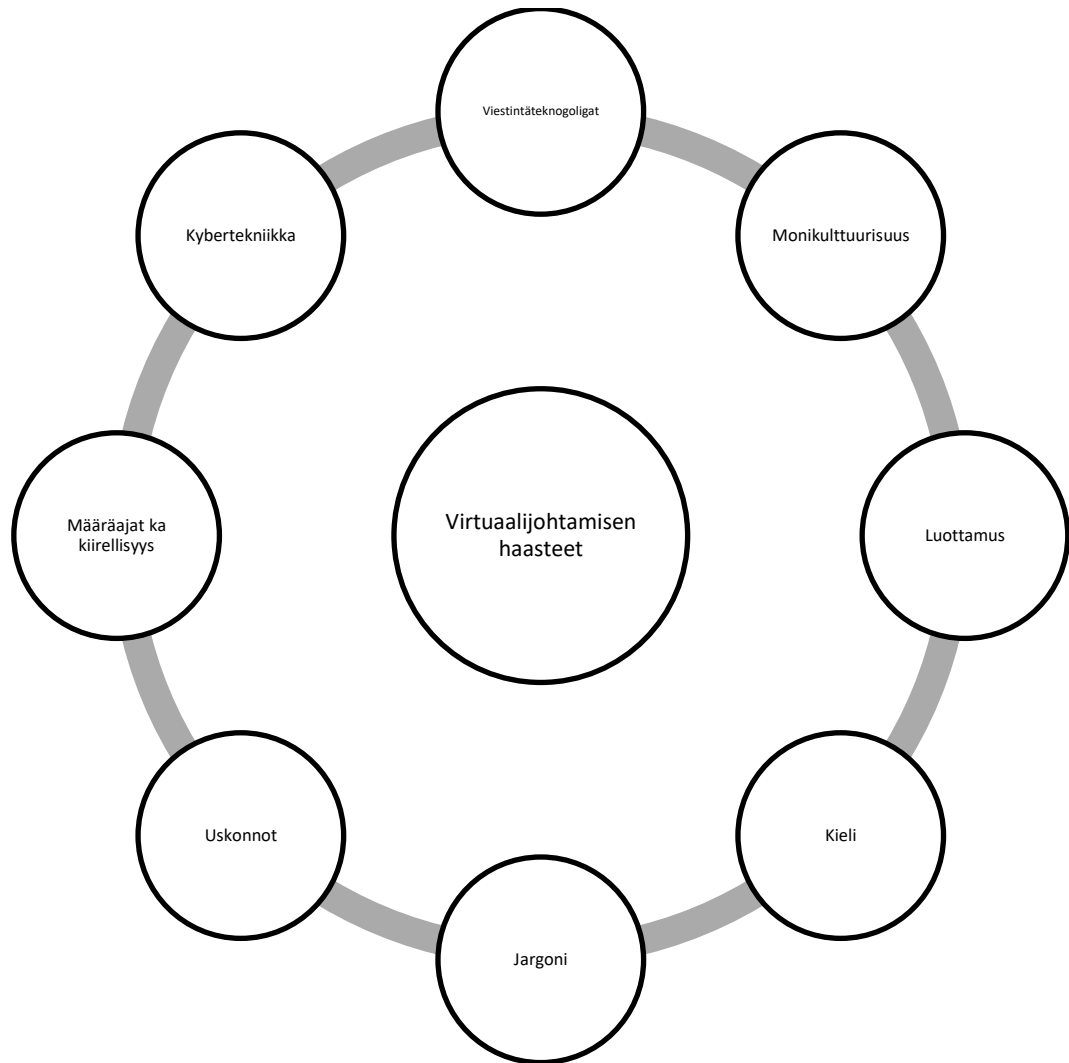 Viestintäteknogoligat
Monikulttuurisuus
Luottamus
Kieli
Jargoni
Uskonnot
Määräajat ka
kiirellisyys
Kybertekniikka
Virtuaalijohtamisen
haasteet